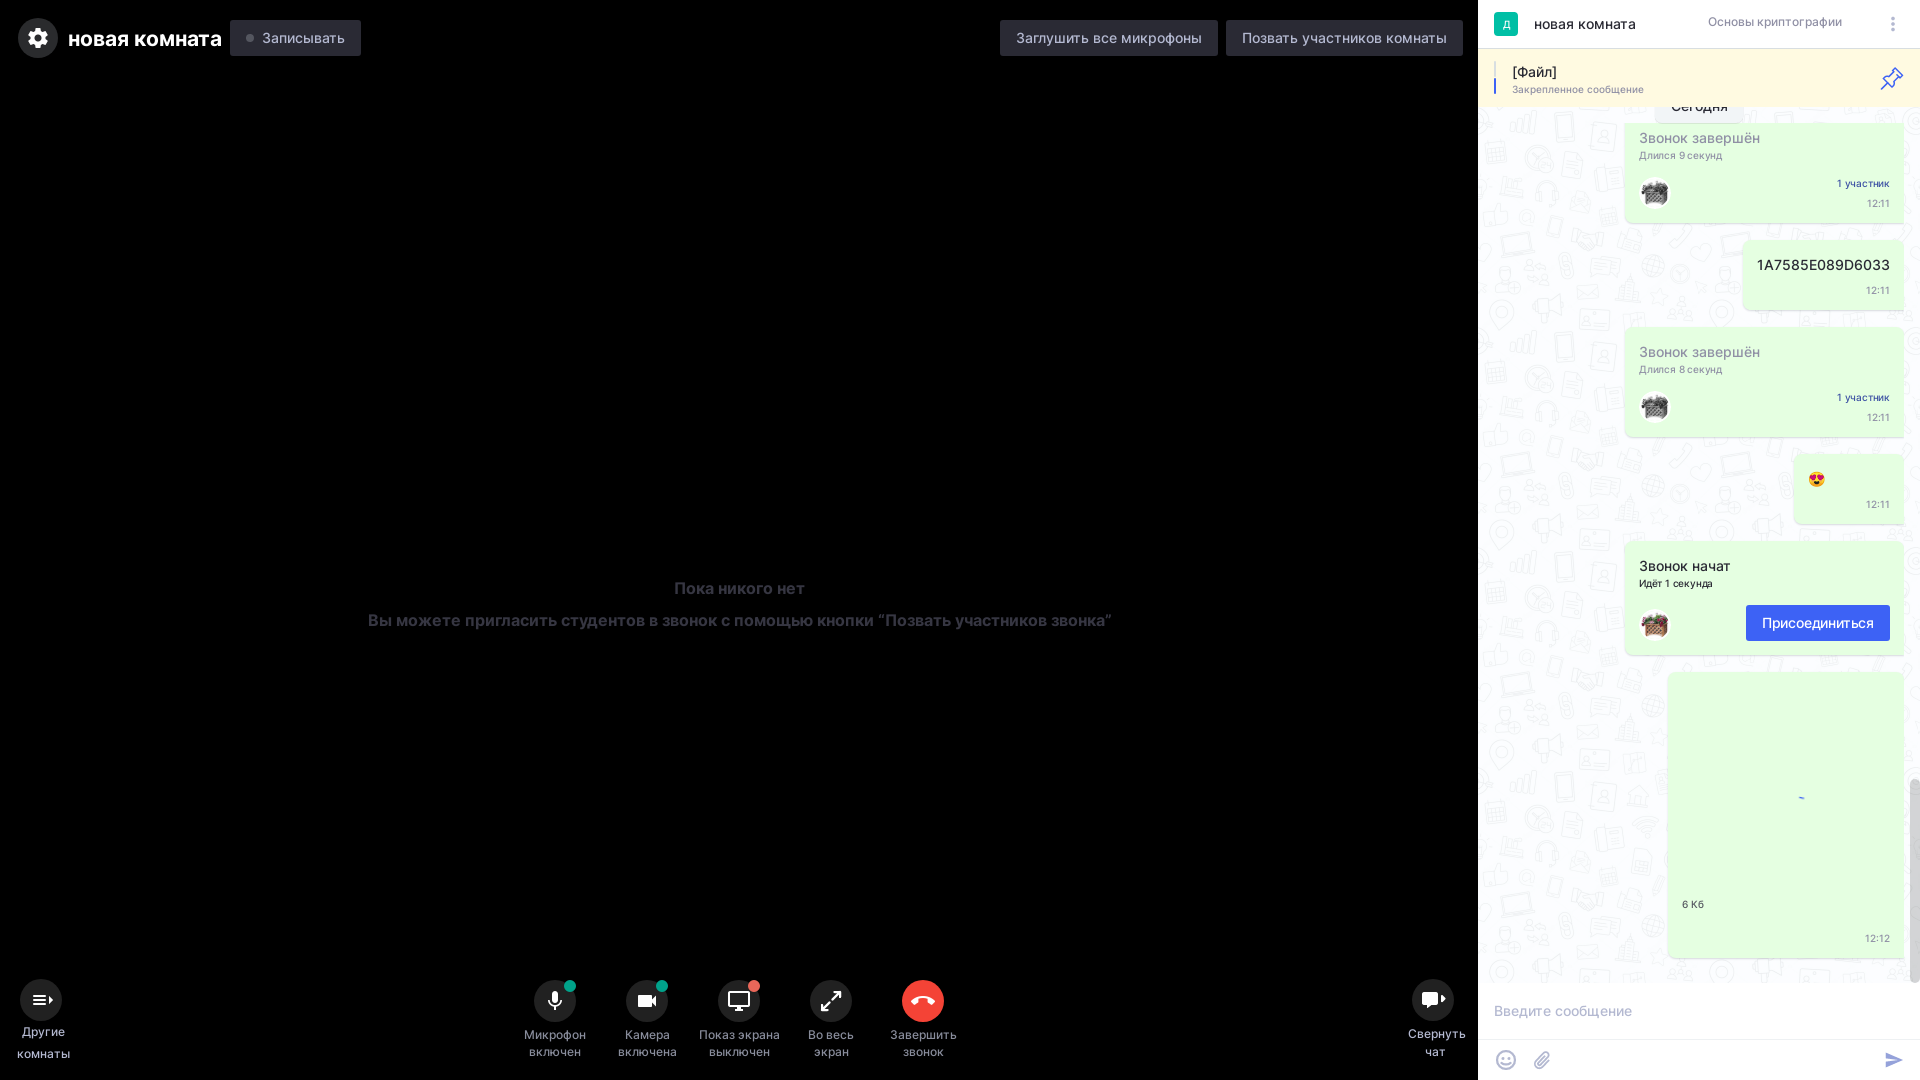 новая комната
Записывать
Заглушить все микрофоны
Позвать участников комнаты
Пока никого нет
Вы можете пригласить студентов в звонок с помощью кнопки “Позвать участников звонка”
Другие
комнаты
Микрофон
включен
Камера
включена
Показ экрана
выключен
Во весь
экран
Завершить
звонок
Свернуть
чат
Д
новая комната
Основы криптографии
[Файл]
Закрепленное сообщение
Сегодня
Звонок завершён
Длился 9 секунд
1 участник
12:11
1A7585E089D6033
12:11
Звонок завершён
Длился 8 секунд
1 участник
12:11
😍
12:11
Звонок начат
Идёт 1 секунда
Присоединиться
6 Кб
12:12
Введите сообщение